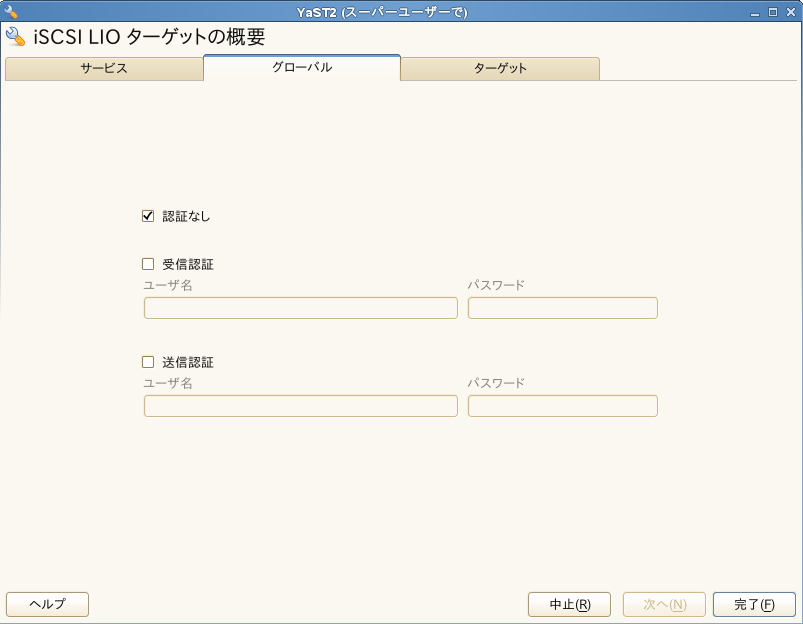 YaST2 (スーパーユーザーで)
iSCSI LIO ターゲットの概要
サービス グローバル ターゲット
認証なし
受信認証
ユーザ名 パスワード
送信認証
ユーザ名 パスワード
ヘルプ 中止(R) 次へ(N) 完了(F)